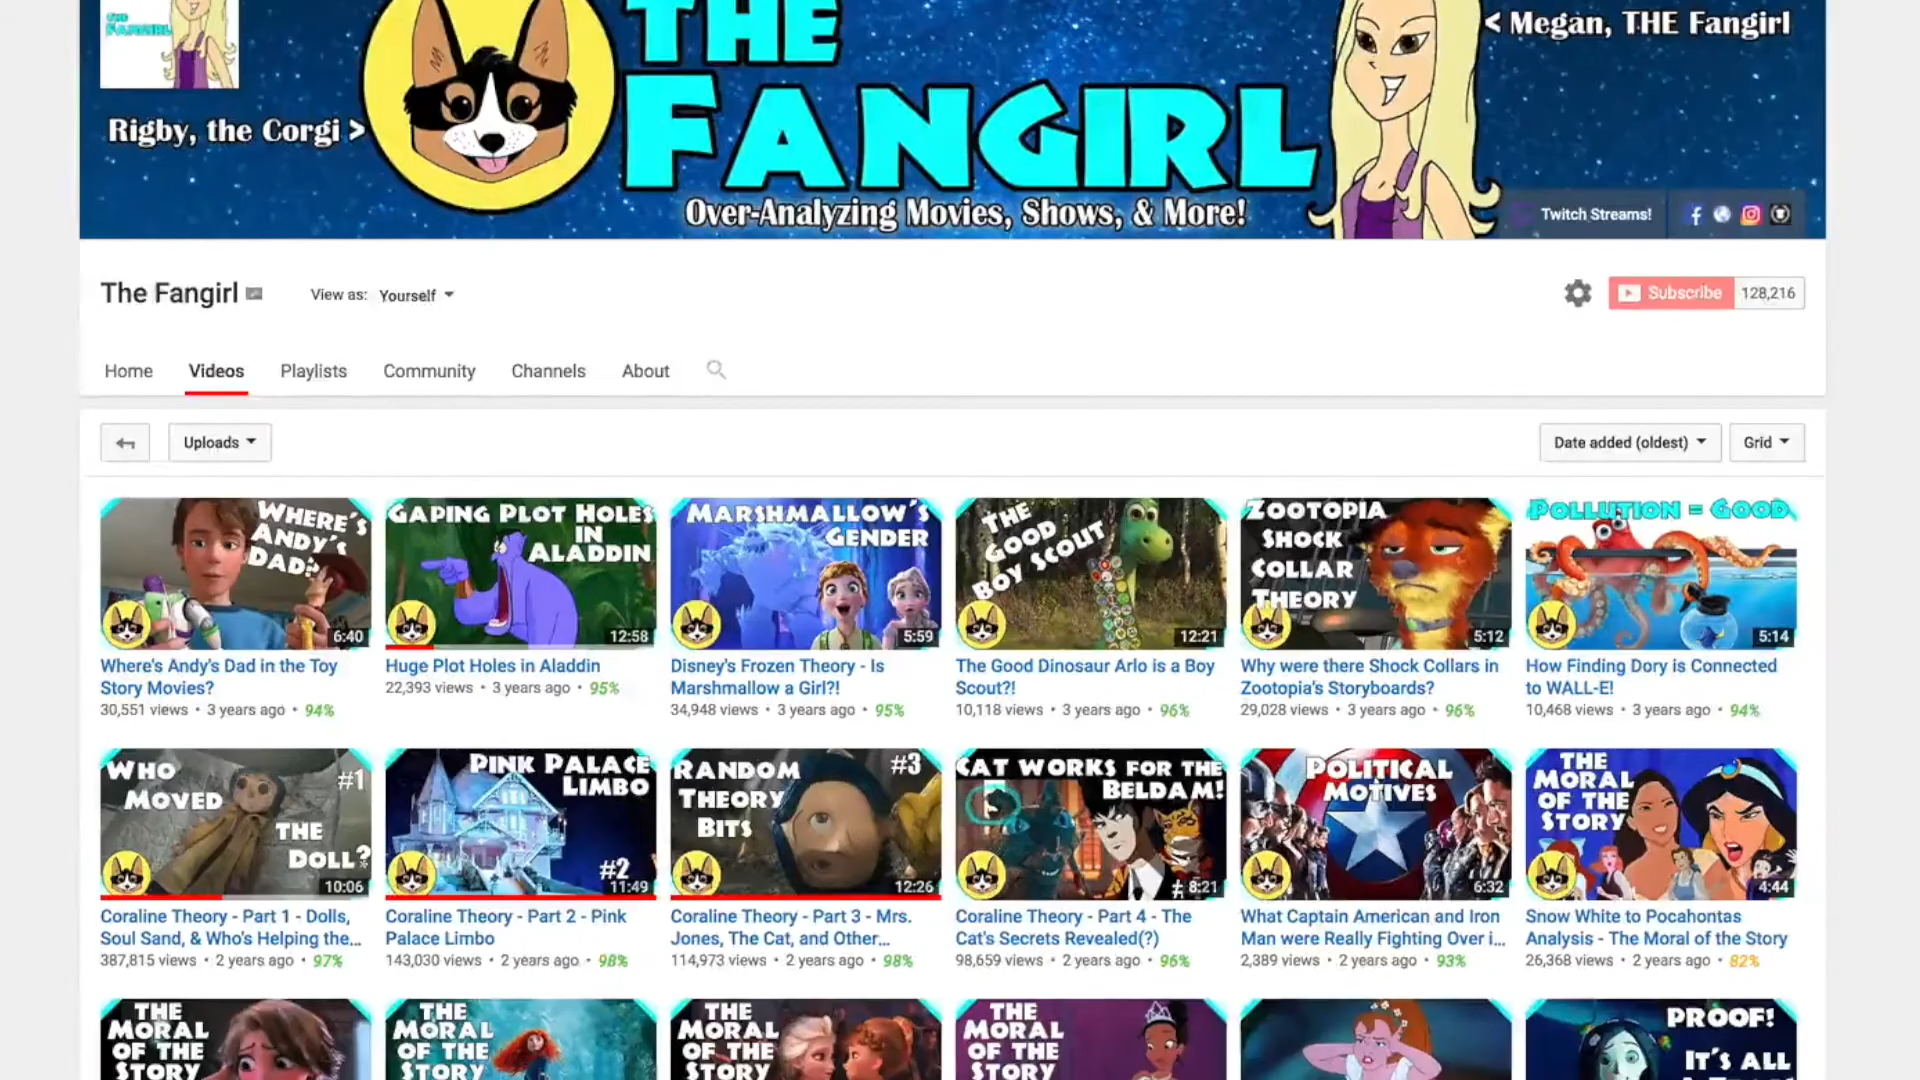 THE
FANGIRL
THE
FANGIRL
< Megan, THE Fangirl
Rigby, the Corgi >
Over-Analyzing Movies, Shows, & More!
Twitch Streams!
The Fangirl
View as: Yourself
Subscribe 128,216
Home Videos Playlists Community Channels About
Uploads
Date added (oldest) Grid
WHERE'S
ANDY'S
DAD?
6:40
Where's Andy's Dad in the Toy
Story Movies?
30,551 views • 3 years ago • 94%
GAPING PLOT HOLES
IN
ALADDIN
12:58
Huge Plot Holes in Aladdin
22,393 views • 3 years ago • 95%
MARSHMALLOW'S
GENDER
5:59
Disney's Frozen Theory - Is
Marshmallow a Girl?!
34,948 views • 3 years ago • 95%
THE
GOOD
BOY SCOUT
12:21
The Good Dinosaur Arlo is a Boy
Scout?!
10,118 views • 3 years ago • 96%
ZOOTOPIA
SHOCK
COLLAR
THEORY
5:12
Why were there Shock Collars in
Zootopia's Storyboards?
29,028 views • 3 years ago • 96%
POLLUTION = GOOD
5:14
How Finding Dory is Connected
to WALL-E!
10,468 views • 3 years ago • 94%
WHO
MOVED
#1
THE
DOLL?
10:06
Coraline Theory - Part 1 - Dolls,
Soul Sand, & Who's Helping the...
387,815 views • 2 years ago • 97%
PINK PALACE
LIMBO
#2
11:49
Coraline Theory - Part 2 - Pink
Palace Limbo
143,030 views • 2 years ago • 98%
RANDOM
THEORY
BITS
#3
12:26
Coraline Theory - Part 3 - Mrs.
Jones, The Cat, and Other...
114,973 views • 2 years ago • 98%
CAT WORKS FOR THE
BELDAM!
#
8:21
Coraline Theory - Part 4 - The
Cat's Secrets Revealed(?)
98,659 views • 2 years ago • 96%
POLITICAL
MOTIVES
6:32
What Captain American and Iron
Man were Really Fighting Over i...
2,389 views • 2 years ago • 93%
THE
MORAL
OF THE
STORY
4:44
Snow White to Pocahontas
Analysis - The Moral of the Story
26,368 views • 2 years ago • 82%
THE
MORAL
OF THE
STORY
THE
MORAL
OF THE
STORY
THE
MORAL
OF THE
STORY
THE
MORAL
OF THE
STORY
PROOF!
IT'S ALL